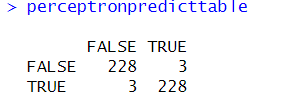 > perceptronpredicttable
FALSE TRUE
FALSE 228 3
TRUE 3 228